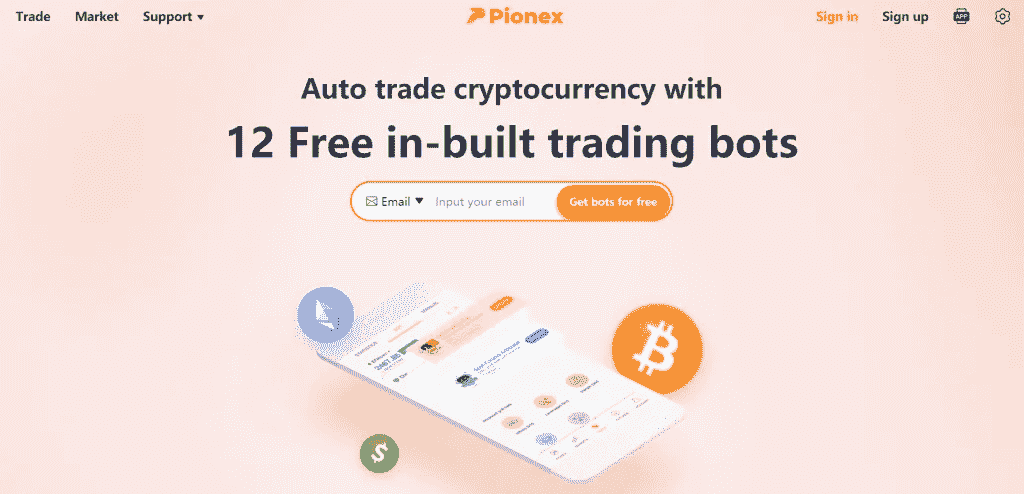 Trade Market Support Pionex Sign in Sign up APP
Auto trade cryptocurrency with
12 Free in-built trading bots
Email Input your email Get bots for free